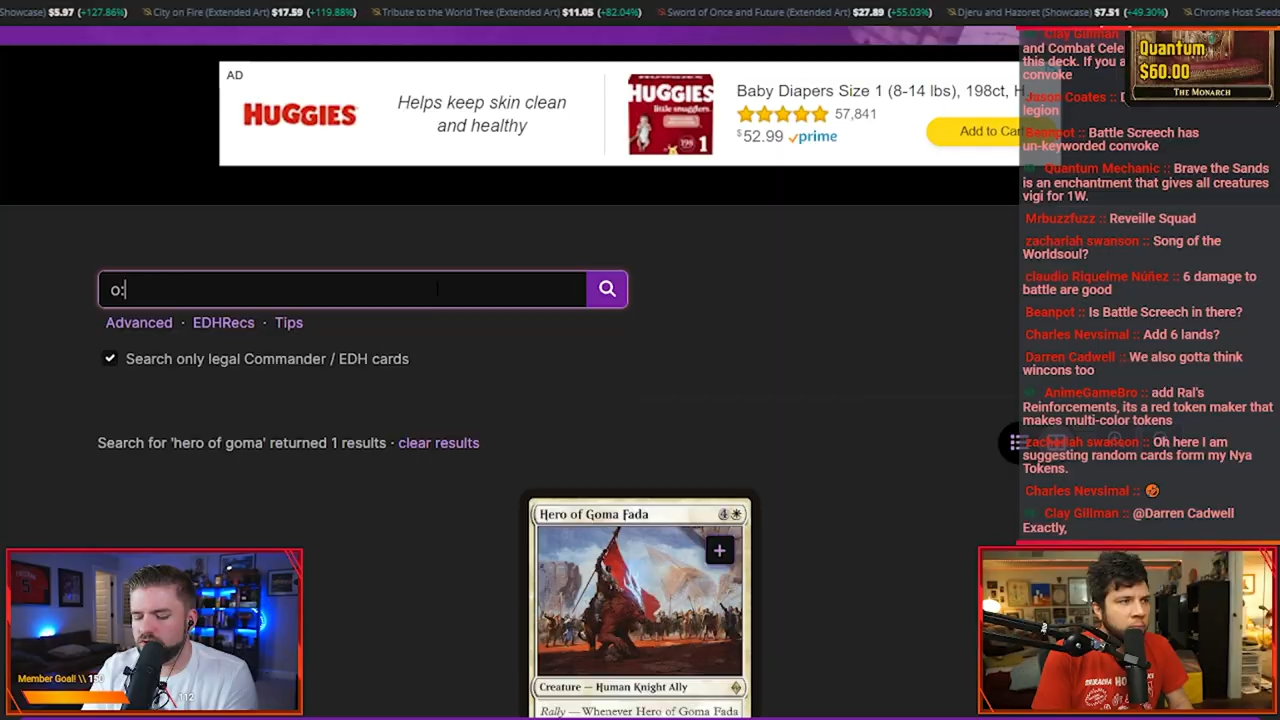 Showcase) $5.97 (+127.86%) City on Fire (Extended Art) $17.59 (+119.88%) Tribute to the World Tree (Extended Art) $11.05 (+82.04%) Sword of Once and Future (Extended Art) $27.89 (+55.03%) Djeru and Hazoret (Showcase) $7.51 (+49.30%) Chrome Host Seeds
AD
HUGGIES
Helps keep skin clean
and healthy
HUGGIES
little snugglers
198
1
Baby Diapers Size 1 (8-14 lbs), 198ct, H
57,841
$52.99 prime
Add to Cart
o:
Advanced · EDHRecs · Tips
Search only legal Commander / EDH cards
Search for 'hero of goma' returned 1 results · clear results
Hero of Goma Fada 4
Creature — Human Knight Ally
Rally — Whenever Hero of Goma Fada
Quantum
$60.00
THE MONARCH
Clay Gillman
and Combat Cele
this deck. If you a
convoke
Jason Coates :: D
legion
Beanpot :: Battle Screech has
un-keyworded convoke
Quantum Mechanic :: Brave the Sands
is an enchantment that gives all creatures
vigi for 1W.
Mrbuzzfuzz :: Reveille Squad
zachariah swanson :: Song of the
Worldsoul?
claudio Riquelme Núñez :: 6 damage to
battle are good
Beanpot :: Is Battle Screech in there?
Charles Nevsimal :: Add 6 lands?
Darren Cadwell :: We also gotta think
wincons too
AnimeGameBro :: add Ral's
Reinforcements, its a red token maker that
makes multi-color tokens
zachariah swanson :: Oh here I am
suggesting random cards form my Nya
Tokens.
Charles Nevsimal ::
Clay Gillman :: @Darren Cadwell
Exactly,
Member Goal! \\ 150
112